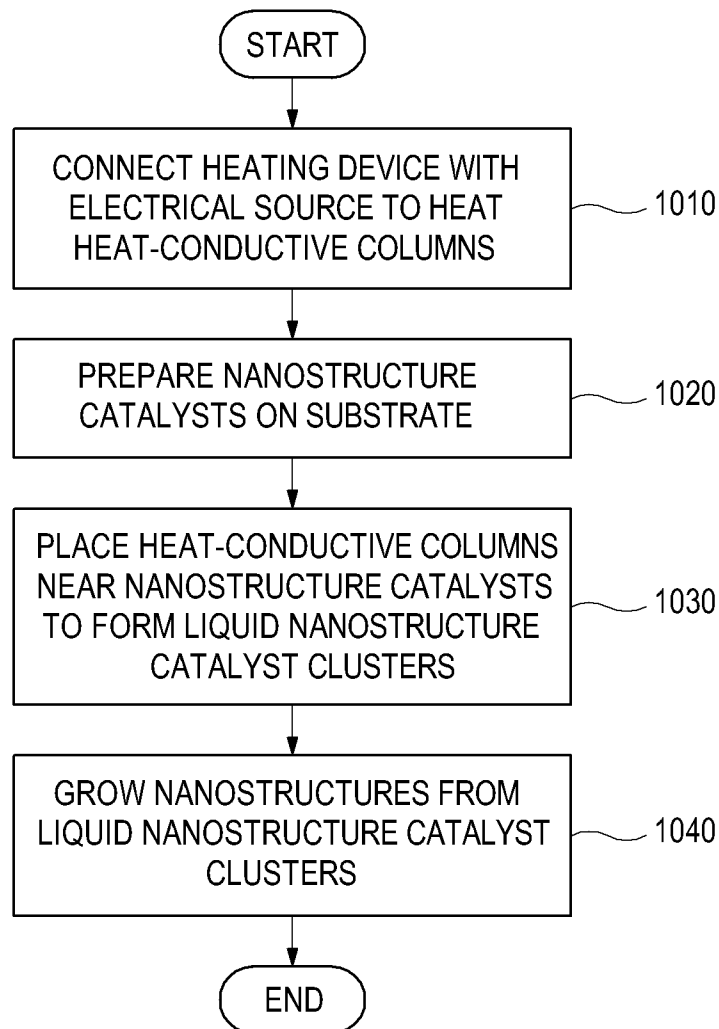 START
CONNECT HEATING DEVICE WITH
ELECTRICAL SOURCE TO HEAT
HEAT-CONDUCTIVE COLUMNS
1010
PREPARE NANOSTRUCTURE
CATALYSTS ON SUBSTRATE
1020
PLACE HEAT-CONDUCTIVE COLUMNS
NEAR NANOSTRUCTURE CATALYSTS
TO FORM LIQUID NANOSTRUCTURE
CATALYST CLUSTERS
1030
GROW NANOSTRUCTURES FROM
LIQUID NANOSTRUCTURE CATALYST
CLUSTERS
1040
END